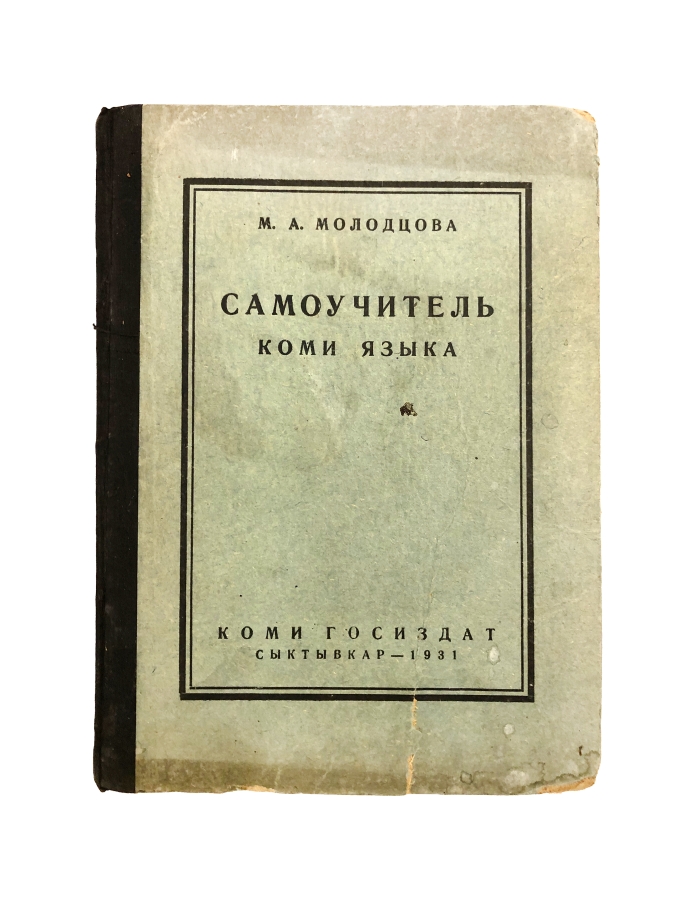 М. А. МОЛОДЦОВА
САМОУЧИТЕЛЬ
КОМИ ЯЗЫКА
КОМИ ГОСИЗДАТ
СЫКТЫВКАР—1931